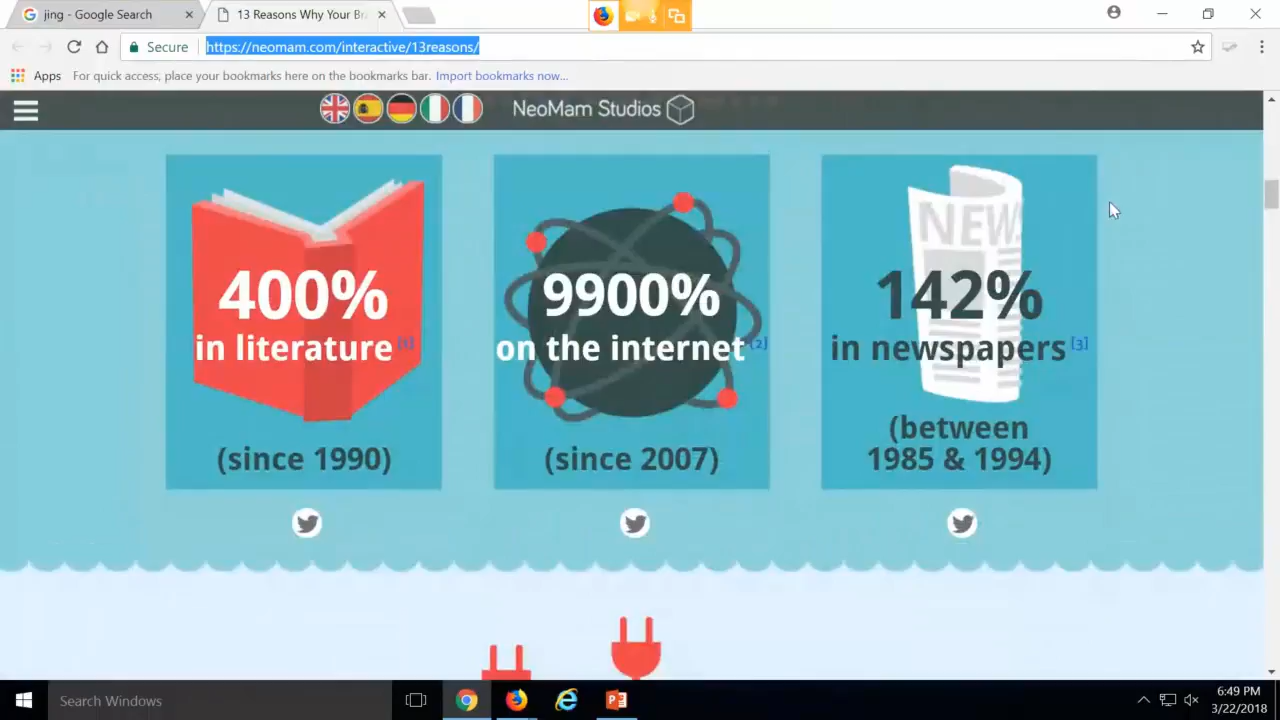 jing - Google Search
13 Reasons Why Your Bra
Secure
https://neomam.com/interactive/13reasons/
Apps
For quick access, place your bookmarks here on the bookmarks bar. Import bookmarks now...
NeoMam Studios
400%
in literature [1]
(since 1990)
9900%
on the internet [2]
(since 2007)
NEWS
142%
in newspapers [3]
(between
1985 & 1994)
Search Windows
6:49 PM
3/22/2018